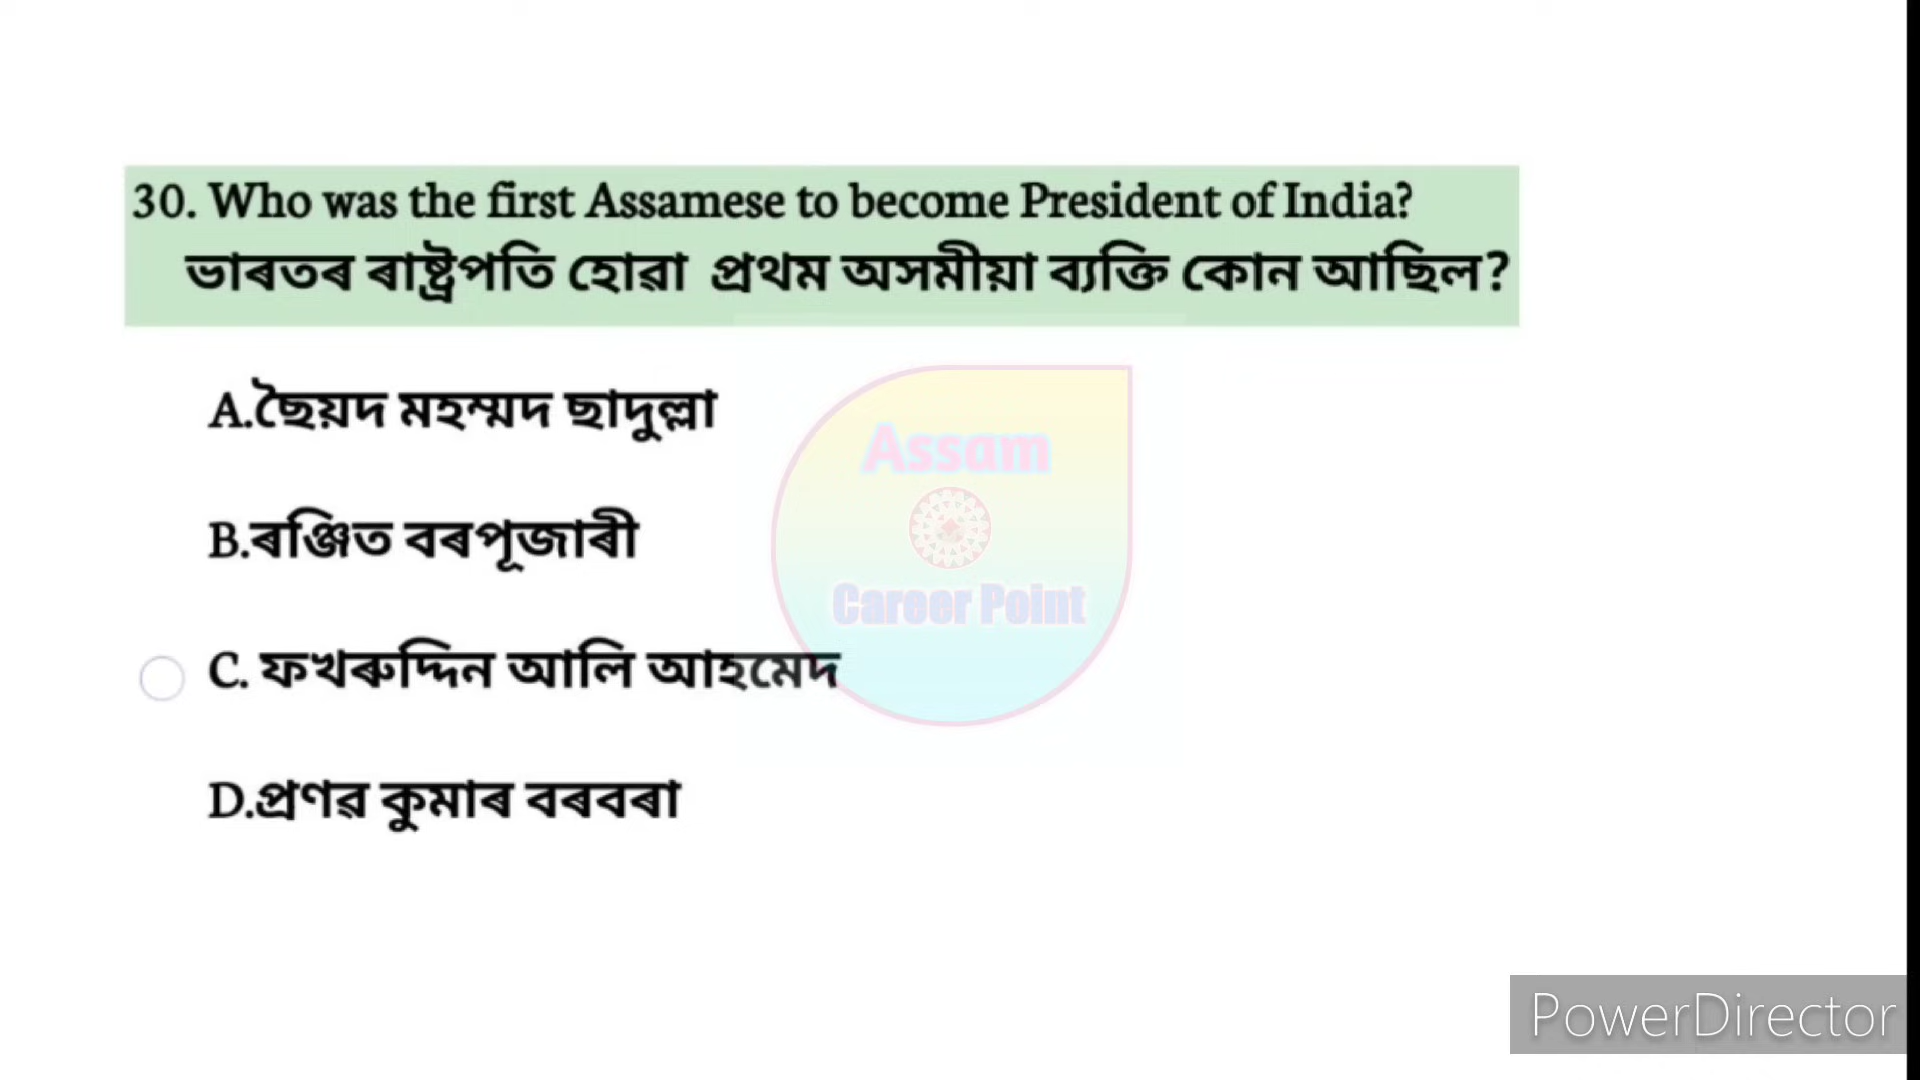 30. Who was the first Assamese to become President of India?
ভাৰতৰ ৰাষ্ট্ৰপতি হোৱা প্ৰথম অসমীয়া ব্যক্তি কোন আছিল?
A.ছৈয়দ মহম্মদ ছাদুল্লা
Assam
B.ৰঞ্জিত বৰপূজাৰী
Career Point
C. ফখৰুদ্দিন আলি আহমেদ
D.প্ৰণৱ কুমাৰ বৰবৰা
PowerDirector